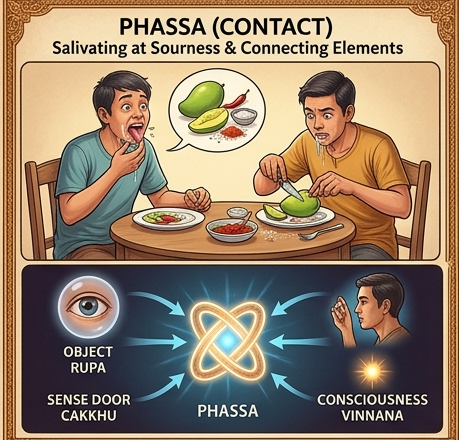 PHASSA (CONTACT)
Salivating at Sourness & Connecting Elements
OBJECT
RUPA
SENSE DOOR
CAKKHU
PHASSA
CONSCIOUSNESS
VINNANA